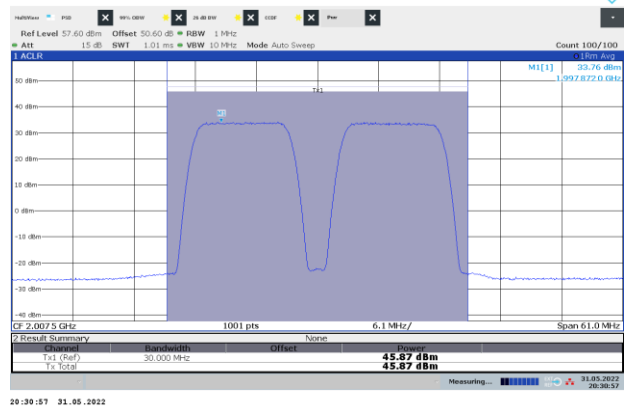 MultiView PSD X 99% OBW X 26 dB BW X CCDF X Pwr X
Ref Level 57.60 dBm Offset 50.60 dB RBW 1 MHz
Att 15 dB SWT 1.01 ms VBW 10 MHz Mode Auto Sweep Count 100/100
1 ACLR 1Rm Avg
M1[1] 33.76 dBm
1.997 872 0 GHz
Tx1
50 dBm
40 dBm
M1
30 dBm
20 dBm
10 dBm
0 dBm
-10 dBm
-20 dBm
-30 dBm
-40 dBm
CF 2.0075 GHz 1001 pts 6.1 MHz/ Span 61.0 MHz
2 Result Summary None
Channel Bandwidth Offset Power
Tx1 (Ref) 30.000 MHz 45.87 dBm
Tx Total 45.87 dBm
Measuring... 31.05.2022
20:30:57
20:30:57 31.05.2022